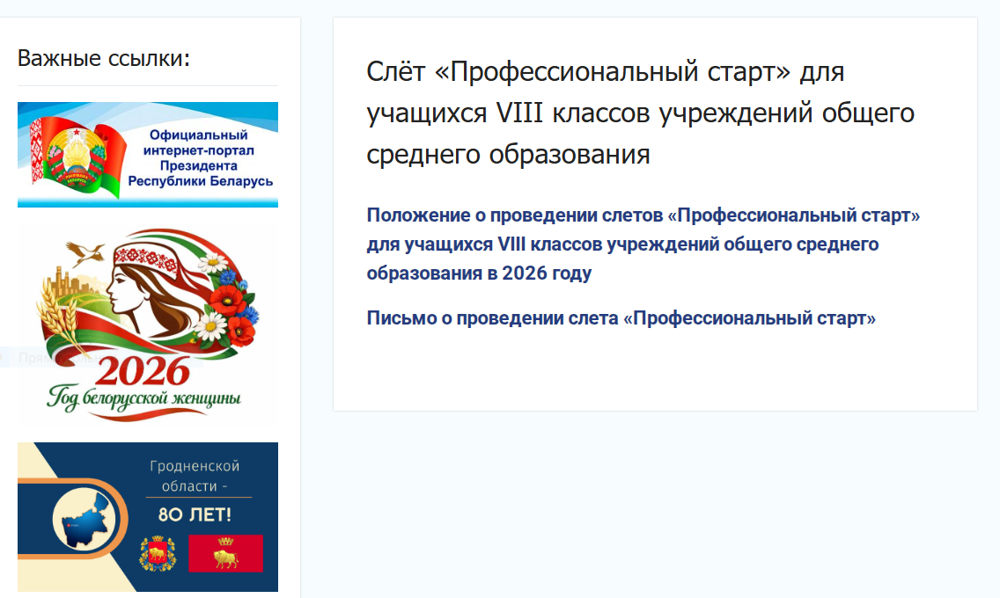 Важные ссылки:
Официальный
интернет-портал
Президента
Республики Беларусь
2026
Год белорусской женщины
Гродненской
области -
80 ЛЕТ!
Слёт «Профессиональный старт» для
учащихся VIII классов учреждений общего
среднего образования
Положение о проведении слетов «Профессиональный старт»
для учащихся VIII классов учреждений общего среднего
образования в 2026 году
Письмо о проведении слета «Профессиональный старт»